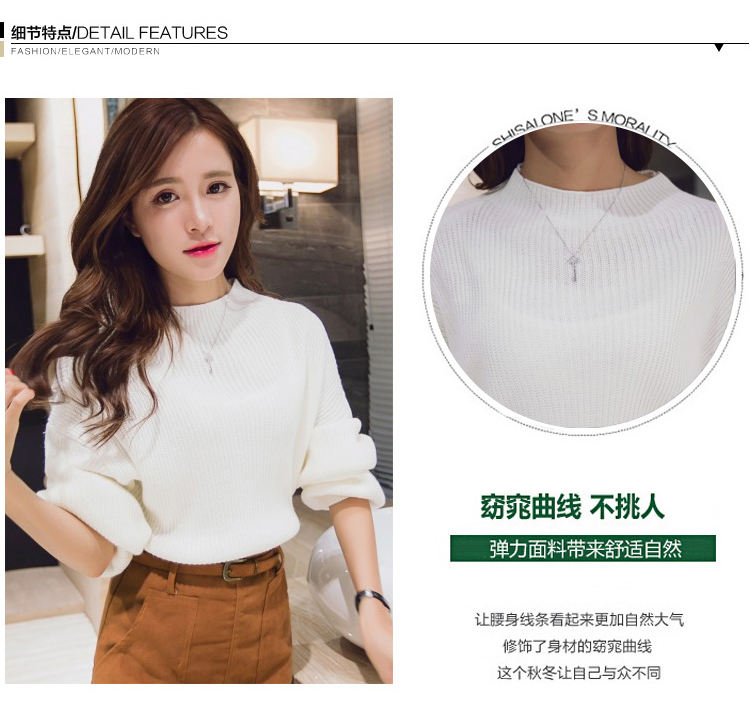 细节特点/DETAIL FEATURES
FASHION/ELEGANT/MODERN
SHISALONE'S MORALITY
窈窕曲线 不挑人
弹力面料带来舒适自然
让腰身线条看起来更加自然大气
修饰了身材的窈窕曲线
这个秋冬让自己与众不同